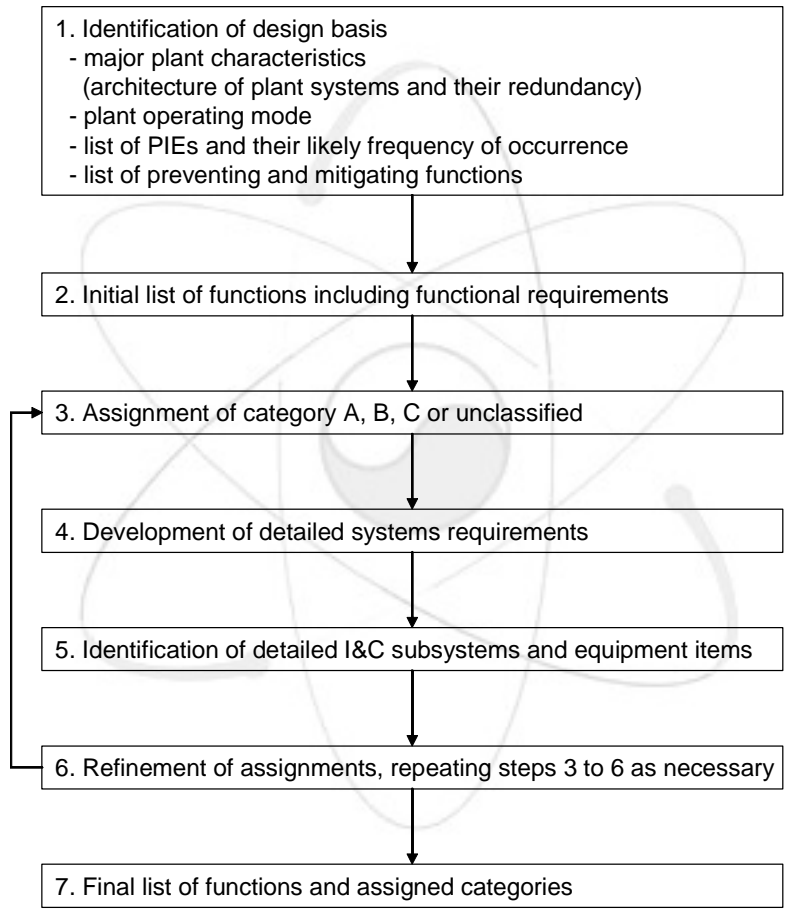 1. Identification of design basis
- major plant characteristics
(architecture of plant systems and their redundancy)
- plant operating mode
- list of PIEs and their likely frequency of occurrence
- list of preventing and mitigating functions
2. Initial list of functions including functional requirements
3. Assignment of category A, B, C or unclassified
4. Development of detailed systems requirements
5. Identification of detailed I&C subsystems and equipment items
6. Refinement of assignments, repeating steps 3 to 6 as necessary
7. Final list of functions and assigned categories